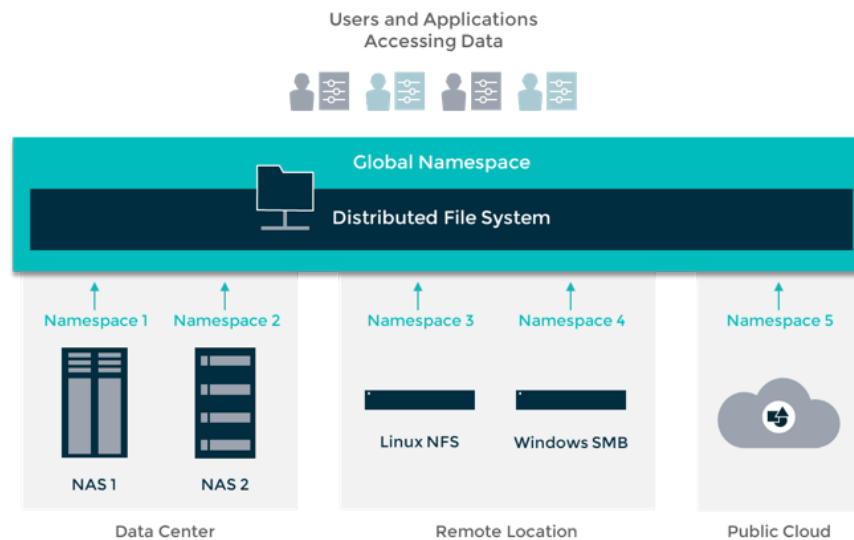 Users and Applications
Accessing Data
Global Namespace
Distributed File System
Namespace 1
Namespace 2
Namespace 3
Namespace 4
Namespace 5
NAS 1
NAS 2
Linux NFS
Windows SMB
Data Center
Remote Location
Public Cloud